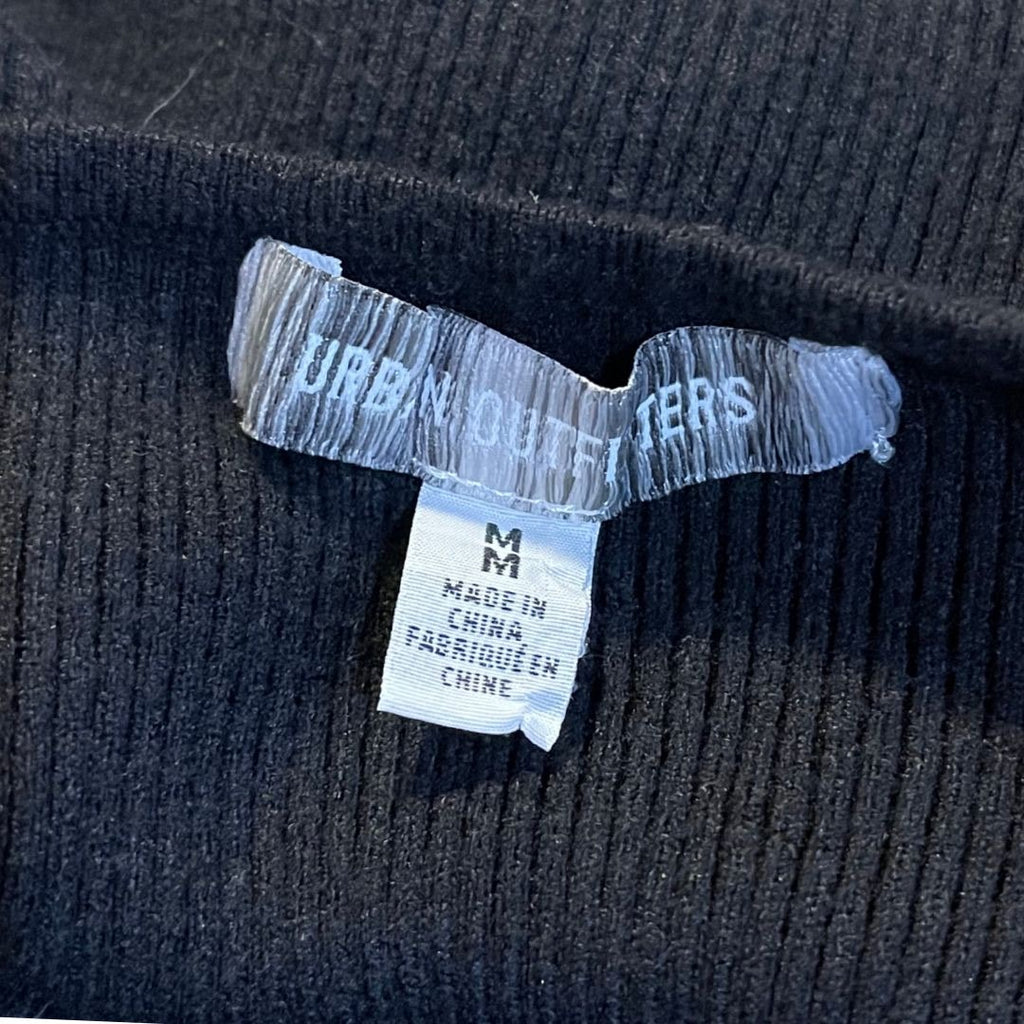 URBAN OUTFITTERS
M
M
MADE IN
CHINA
FABRIQUÉ EN
CHINE